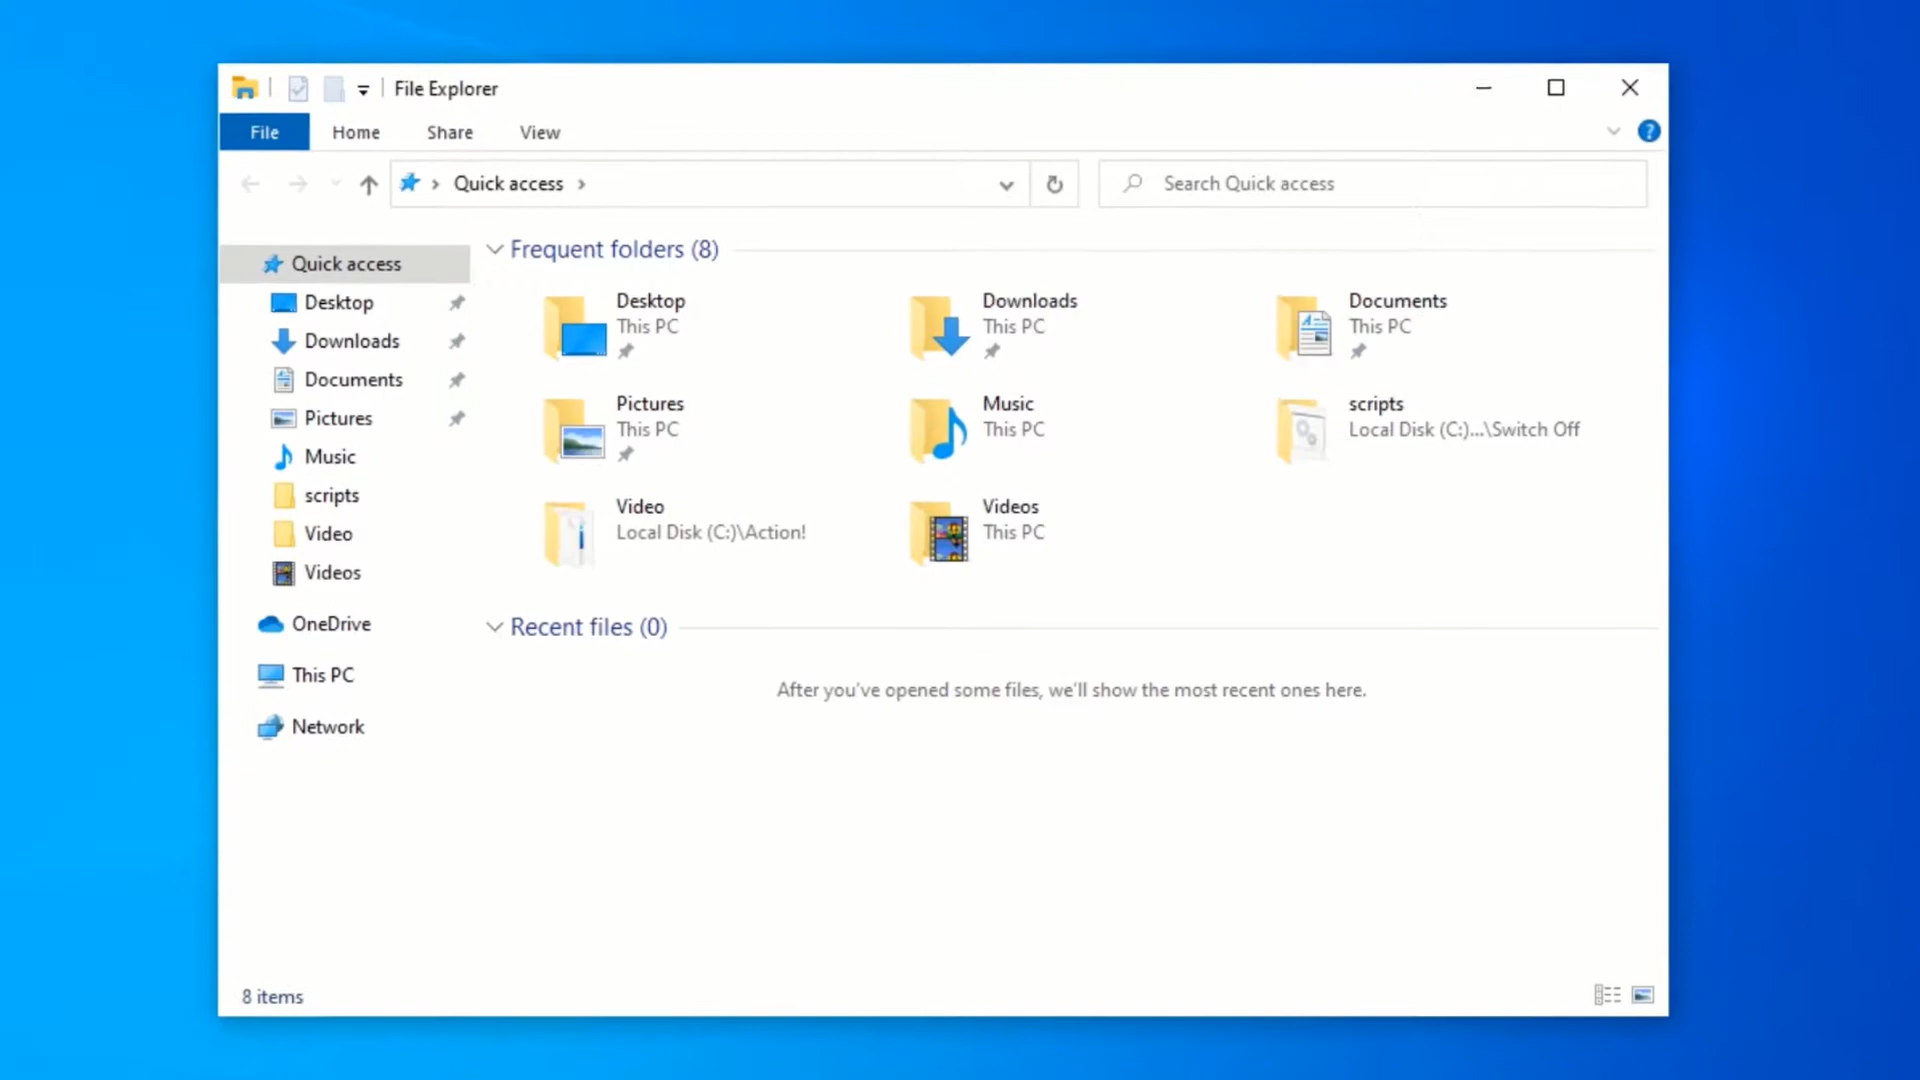 File Explorer
File Home Share View
?
Quick access
Search Quick access
Quick access
Desktop
Downloads
Documents
Pictures
Music
scripts
Video
Videos
OneDrive
This PC
Network
Frequent folders (8)
Desktop
This PC
Downloads
This PC
Documents
This PC
Pictures
This PC
Music
This PC
scripts
Local Disk (C:)...\Switch Off
Video
Local Disk (C:)\Action!
Videos
This PC
Recent files (0)
After you've opened some files, we'll show the most recent ones here.
8 items